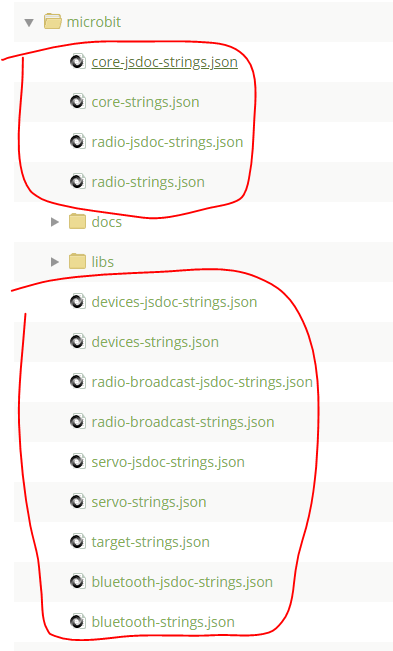 microbit
core-jsdoc-strings.json
core-strings.json
radio-jsdoc-strings.json
radio-strings.json
docs
libs
devices-jsdoc-strings.json
devices-strings.json
radio-broadcast-jsdoc-strings.json
radio-broadcast-strings.json
servo-jsdoc-strings.json
servo-strings.json
target-strings.json
bluetooth-jsdoc-strings.json
bluetooth-strings.json